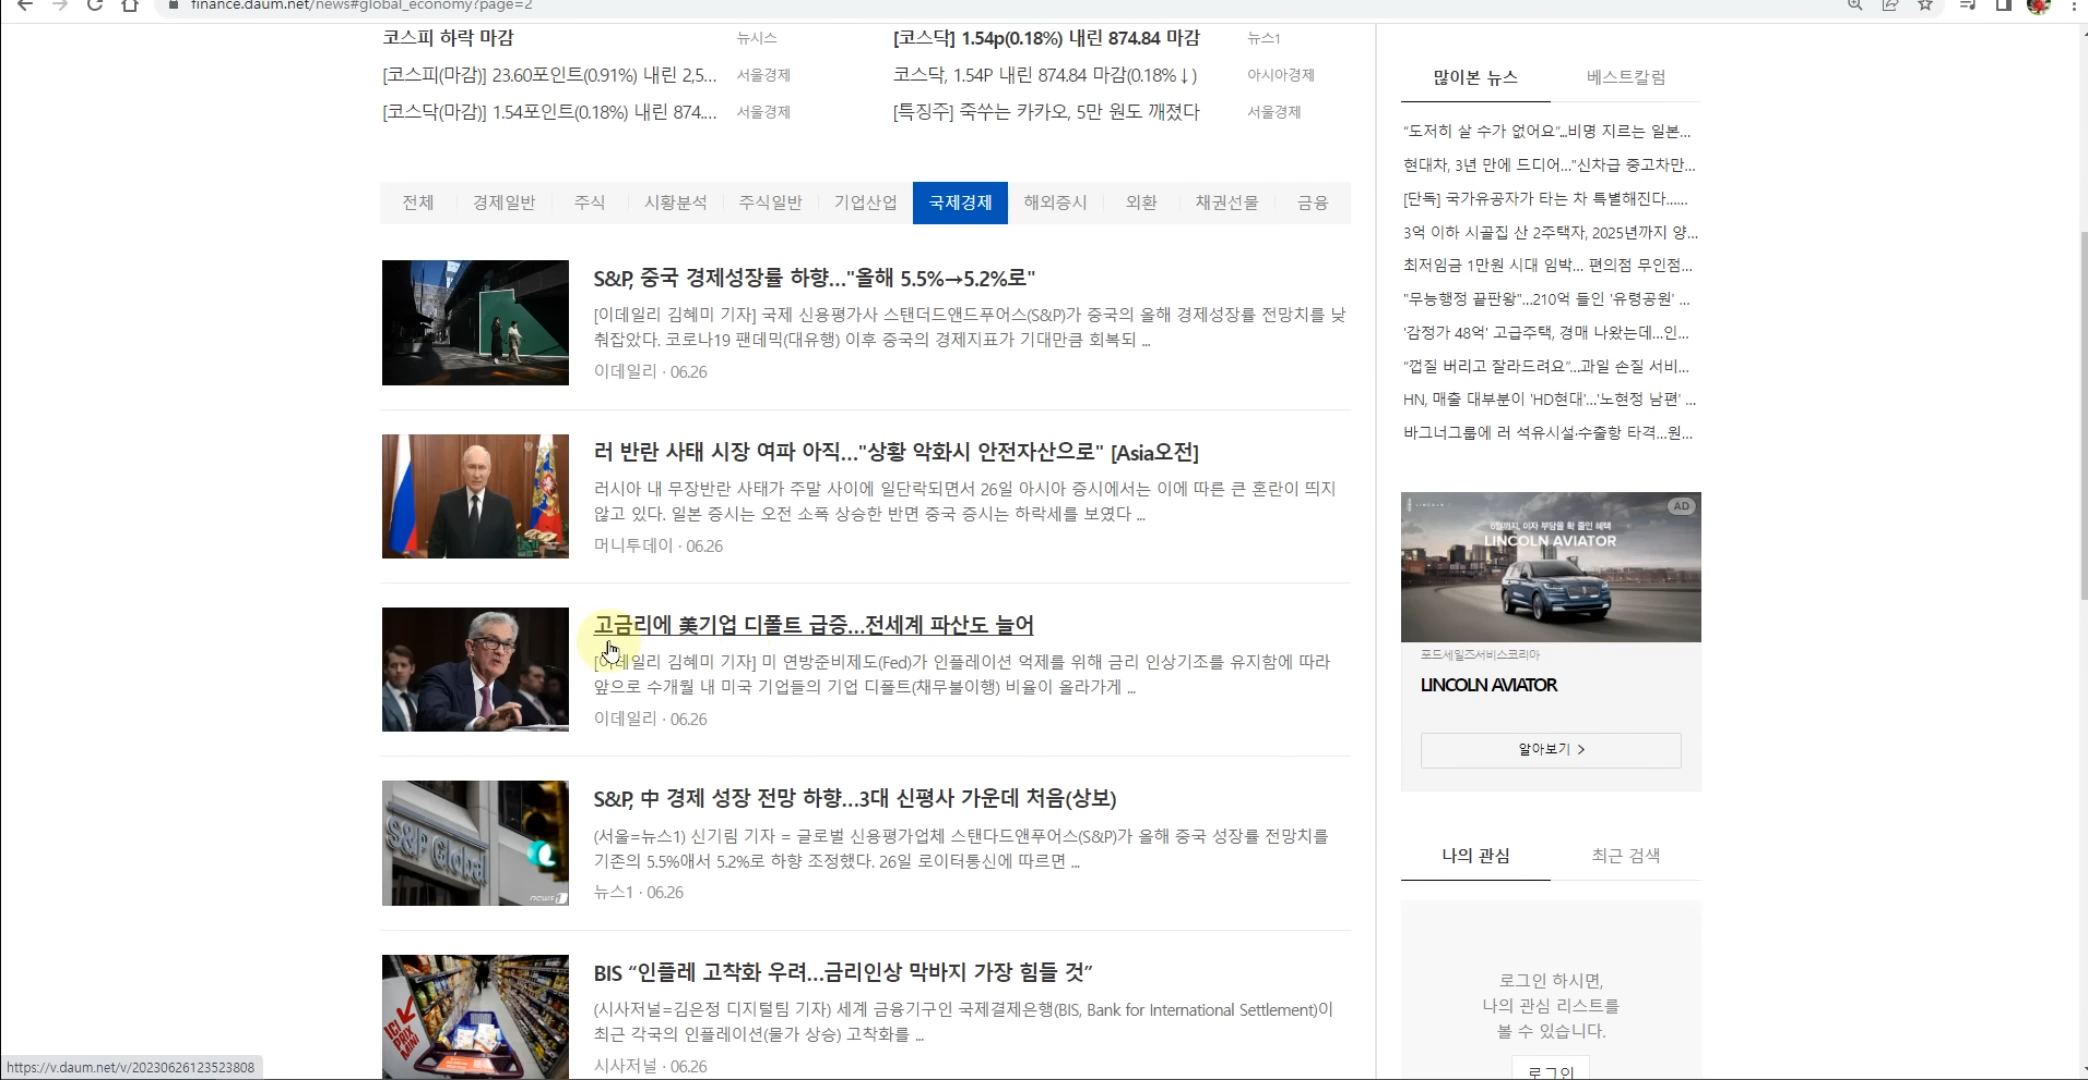 finance.daum.net/news#global_economy?page=2
코스피 하락 마감 뉴시스
[코스닥] 1.54p(0.18%) 내린 874.84 마감 뉴스1
[코스피(마감)] 23.60포인트(0.91%) 내린 2,5... 서울경제
코스닥, 1.54P 내린 874.84 마감(0.18%↓) 아시아경제
[코스닥(마감)] 1.54포인트(0.18%) 내린 874.... 서울경제
[특징주] 죽쑤는 카카오, 5만 원도 깨졌다 서울경제
전체 경제일반 주식 시황분석 주식일반 기업산업 국제경제 해외증시 외환 채권선물 금융
S&P, 중국 경제성장률 하향..."올해 5.5%→5.2%로"
[이데일리 김혜미 기자] 국제 신용평가사 스탠더드앤드푸어스(S&P)가 중국의 올해 경제성장률 전망치를 낮
춰잡았다. 코로나19 팬데믹(대유행) 이후 중국의 경제지표가 기대만큼 회복되 ...
이데일리 · 06.26
러 반란 사태 시장 여파 아직..."상황 악화시 안전자산으로" [Asia오전]
러시아 내 무장반란 사태가 주말 사이에 일단락되면서 26일 아시아 증시에서는 이에 따른 큰 혼란이 띄지
않고 있다. 일본 증시는 오전 소폭 상승한 반면 중국 증시는 하락세를 보였다 ...
머니투데이 · 06.26
고금리에 美기업 디폴트 급증...전세계 파산도 늘어
[이데일리 김혜미 기자] 미 연방준비제도(Fed)가 인플레이션 억제를 위해 금리 인상기조를 유지함에 따라
앞으로 수개월 내 미국 기업들의 기업 디폴트(채무불이행) 비율이 올라가게 ...
이데일리 · 06.26
S&P, 中 경제 성장 전망 하향...3대 신평사 가운데 처음(상보)
(서울=뉴스1) 신기림 기자 = 글로벌 신용평가업체 스탠다드앤푸어스(S&P)가 올해 중국 성장률 전망치를
기존의 5.5%애서 5.2%로 하향 조정했다. 26일 로이터통신에 따르면 ...
뉴스1 · 06.26
S&P Global
news1
BIS “인플레 고착화 우려...금리인상 막바지 가장 힘들 것”
(시사저널=김은정 디지털팀 기자) 세계 금융기구인 국제결제은행(BIS, Bank for International Settlement)이
최근 각국의 인플레이션(물가 상승) 고착화를 ...
시사저널 · 06.26
ICI PRIX MINI
많이본 뉴스 베스트칼럼
“도저히 살 수가 없어요”...비명 지르는 일본...
현대차, 3년 만에 드디어..."신차급 중고차만...
[단독] 국가유공자가 타는 차 특별해진다......
3억 이하 시골집 산 2주택자, 2025년까지 양...
최저임금 1만원 시대 임박... 편의점 무인점...
"무능행정 끝판왕"...210억 들인 '유령공원' ...
'감정가 48억' 고급주택, 경매 나왔는데...인...
“껍질 버리고 잘라드려요”...과일 손질 서비...
HN, 매출 대부분이 'HD현대'...'노현정 남편' ...
바그너그룹에 러 석유시설·수출항 타격...원...
AD
LINCOLN
6월까지, 이자 부담을 확 줄인 혜택
LINCOLN AVIATOR
포드세일즈서비스코리아
LINCOLN AVIATOR
알아보기 >
나의 관심 최근 검색
로그인 하시면,
나의 관심 리스트를
볼 수 있습니다.
로그인
https://v.daum.net/v/20230626123523808